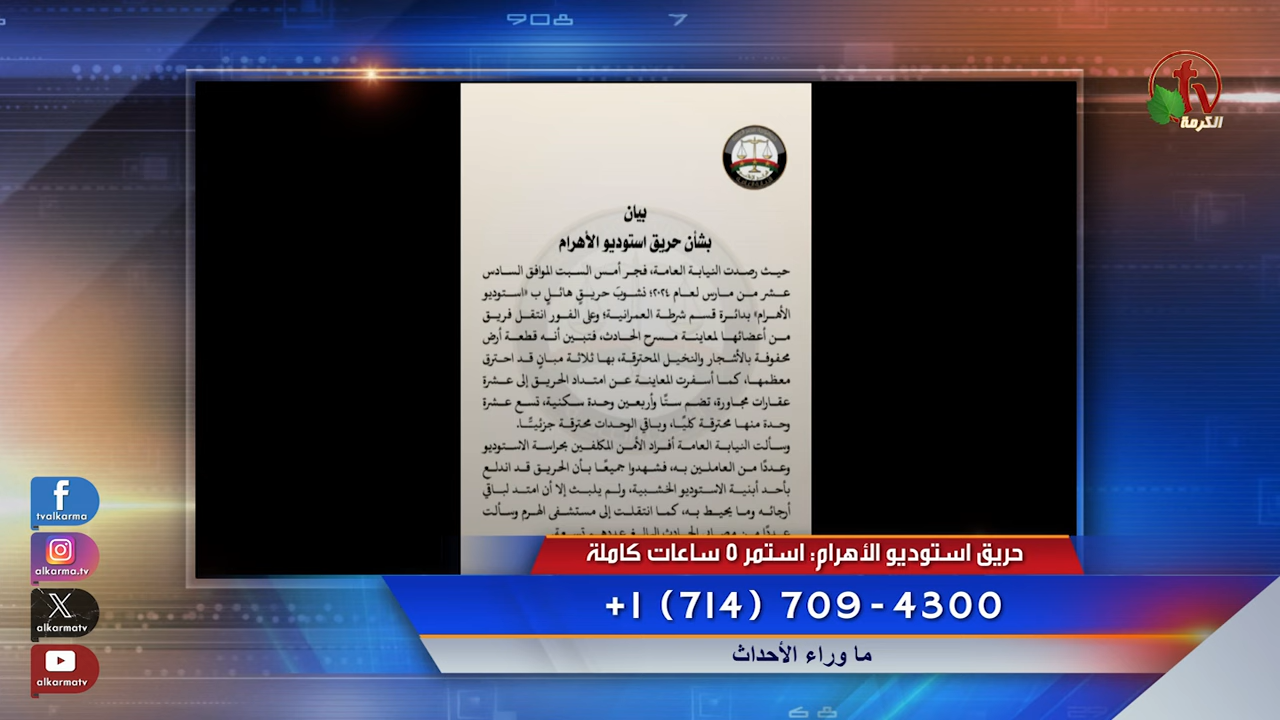 tv
الكرمة
بيان
بشأن حريق استوديو الأهرام
حيث رصدت النيابة العامة، فجر أمس السبت الموافق السادس
عشر من مارس لعام ٢٠٢٤؛ نشوبَ حريقٍ هائلٍ ب «استوديو
الأهرام» بدائرة قسم شرطة العمرانية؛ وعلى الفور انتقل فريق
من أعضائها لمعاينة مسرح الحادث، فتبين أنه قطعة أرض
محفوفة بالأشجار والنخيل المحترقة، بها ثلاثة مبانٍ قد احترق
معظمها، كما أسفرت المعاينة عن امتداد الحريق إلى عشرة
عقارات مجاورة، تضم ستًا وأربعين وحدة سكنية، تسع عشرة
وحدة منها محترقة كليًا، وباقي الوحدات محترقة جزئيًّا.
وسألت النيابة العامة أفراد الأمن المكلفين بحراسة الاستوديو
وعددًا من العاملين به، فشهدوا جميعًا بأن الحريق قد اندلع
بأحد أبنية الاستوديو الخشبية، ولم يلبث إلا أن امتد لباقي
أرجائه وما يحيط به، كما انتقلت إلى مستشفى الهرم وسألت
حريق استوديو الأهرام: استمر ٥ ساعات كاملة
+1 (714) 709-4300
ما وراء الأحداث
tvalkarma
alkarma.tv
alkarmatv
alkarmatv